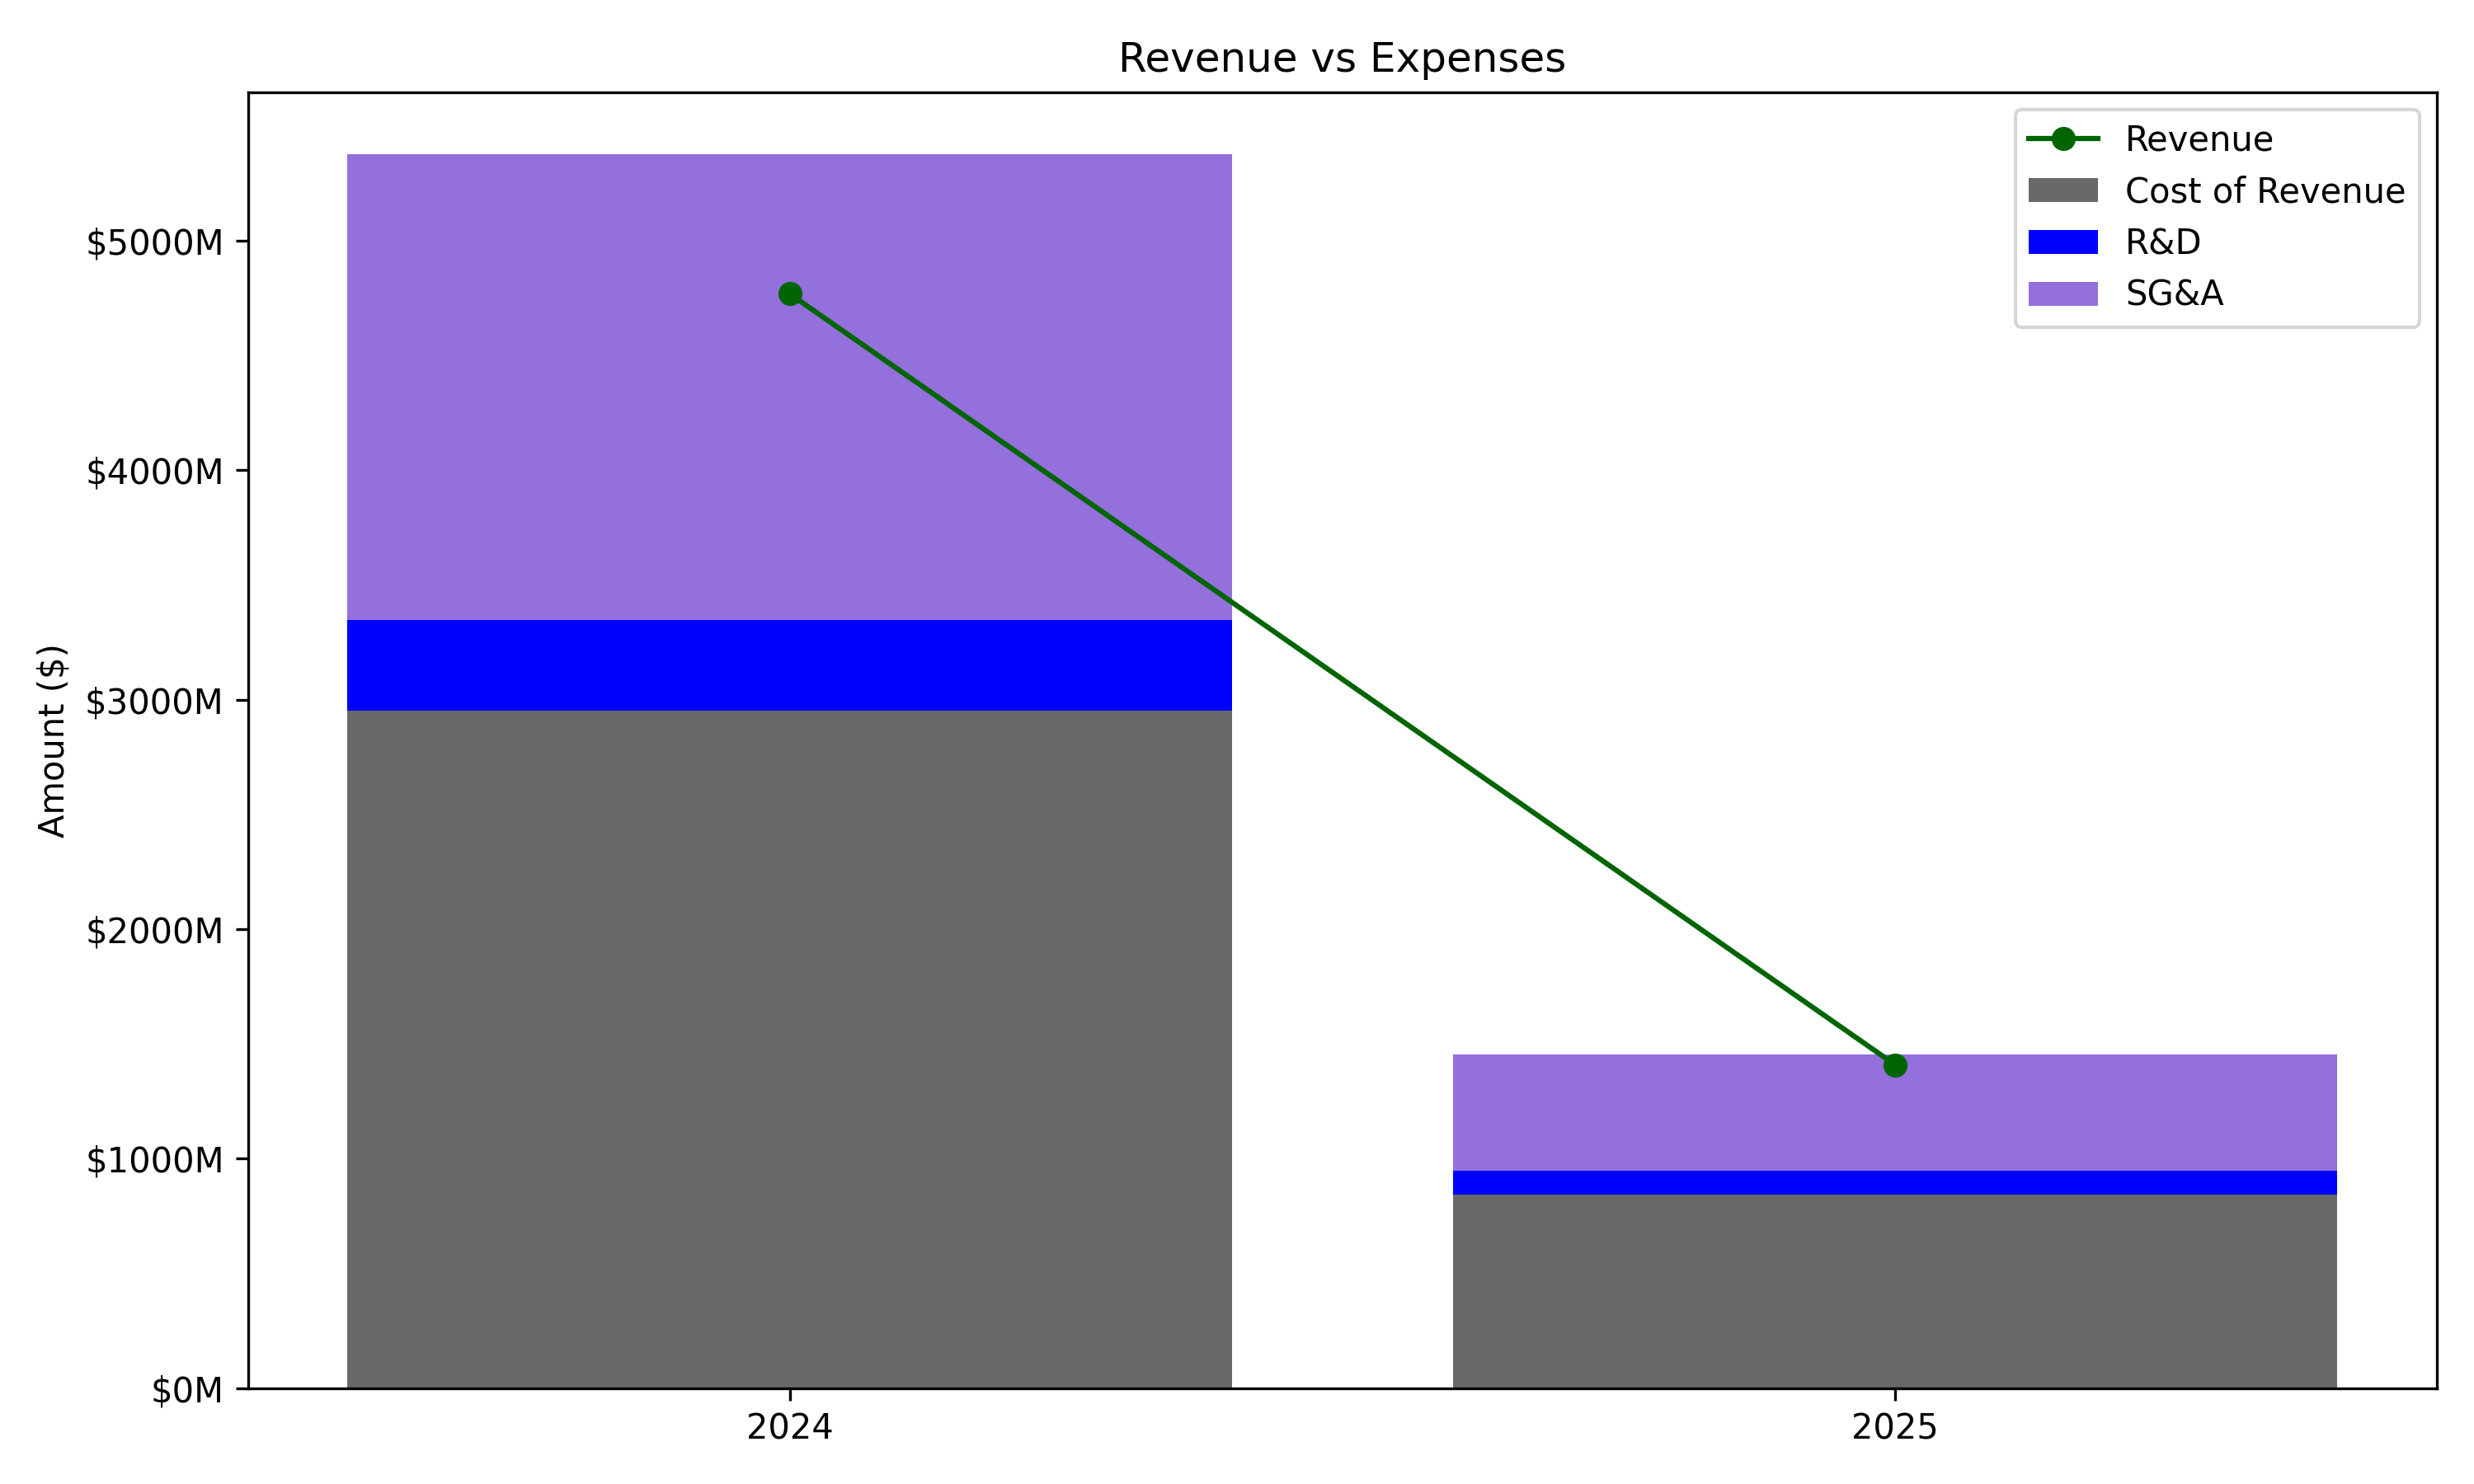 Revenue vs Expenses
Revenue
Cost of Revenue
R&D
SG&A
Amount ($)
$5000M
$4000M
$3000M
$2000M
$1000M
$0M
2024
2025